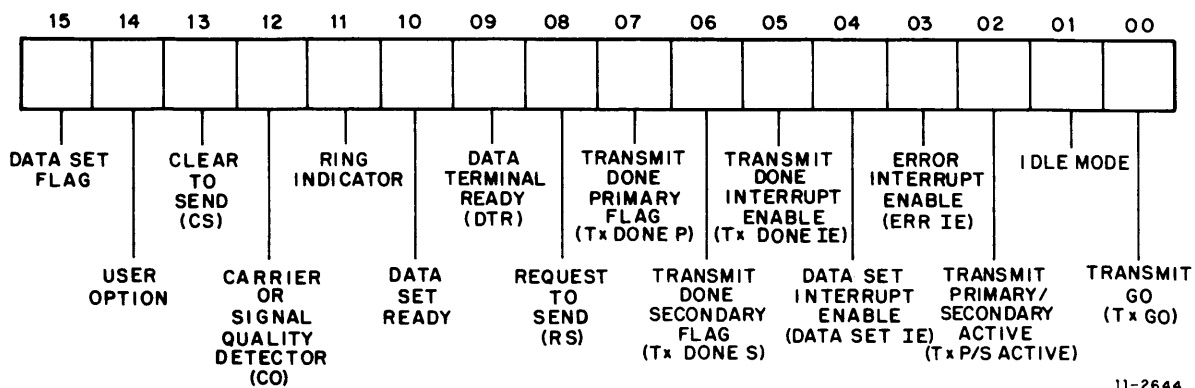 15 14 13 12 11 10 09 08 07 06 05 04 03 02 01 00
DATA SET
FLAG
USER
OPTION
CLEAR
TO
SEND
(CS)
CARRIER
OR
SIGNAL
QUALITY
DETECTOR
(CO)
RING
INDICATOR
DATA
SET
READY
DATA
TERMINAL
READY
(DTR)
REQUEST
TO
SEND
(RS)
TRANSMIT
DONE
PRIMARY
FLAG
(Tx DONE P)
TRANSMIT
DONE
SECONDARY
FLAG
(Tx DONE S)
TRANSMIT
DONE
INTERRUPT
ENABLE
(Tx DONE IE)
DATA SET
INTERRUPT
ENABLE
(DATA SET IE)
ERROR
INTERRUPT
ENABLE
(ERR IE)
TRANSMIT
PRIMARY/
SECONDARY
ACTIVE
(Tx P/S ACTIVE)
IDLE MODE
TRANSMIT
GO
(Tx GO)
11-2644